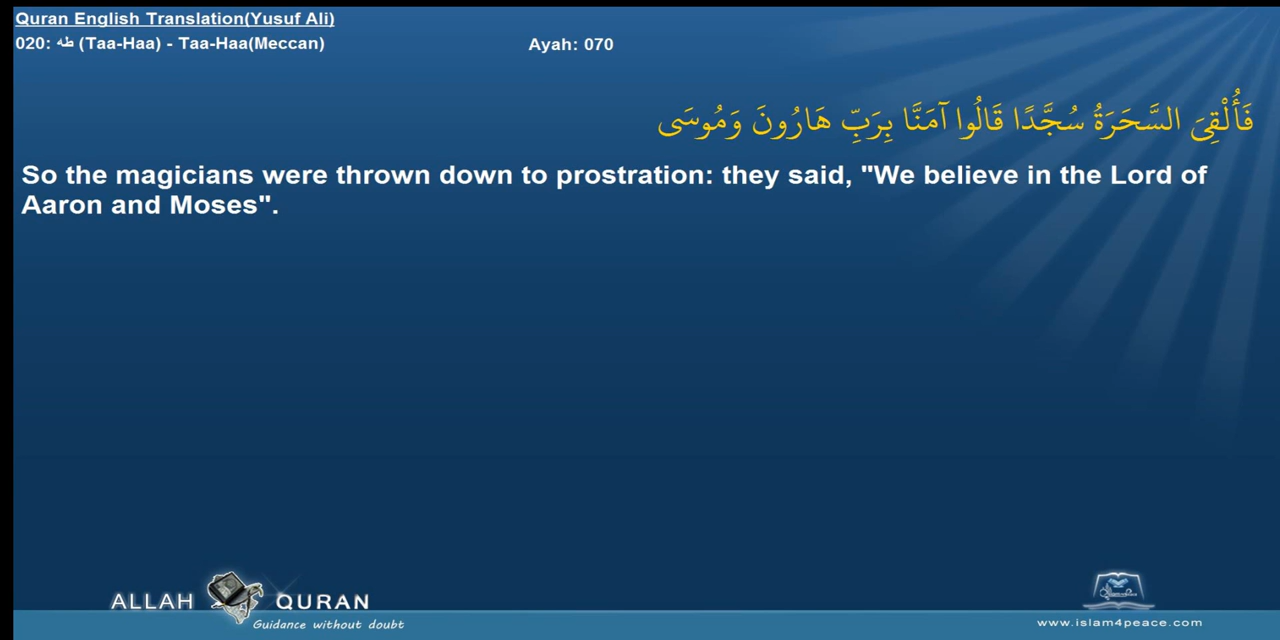 Quran English Translation(Yusuf Ali)
020: طه (Taa-Haa) - Taa-Haa(Meccan)
Ayah: 070
فَأُلْقِيَ السَّحَرَةُ سُجَّدًا قَالُوا آمَنَّا بِرَبِّ هَارُونَ وَمُوسَى
So the magicians were thrown down to prostration: they said, "We believe in the Lord of
Aaron and Moses".
ALLAH QURAN
Guidance without doubt
www.islam4peace.com